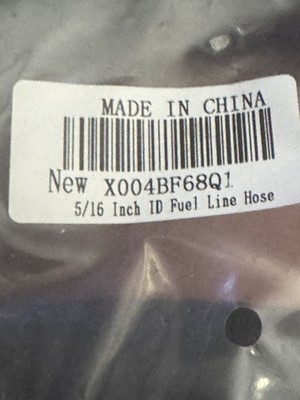 MADE IN CHINA
New X004BF68Q1
5/16 Inch ID Fuel Line Hose